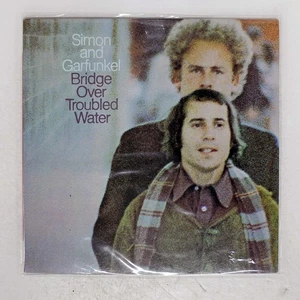 Simon
and
Garfunkel
Bridge
Over
Troubled
Water